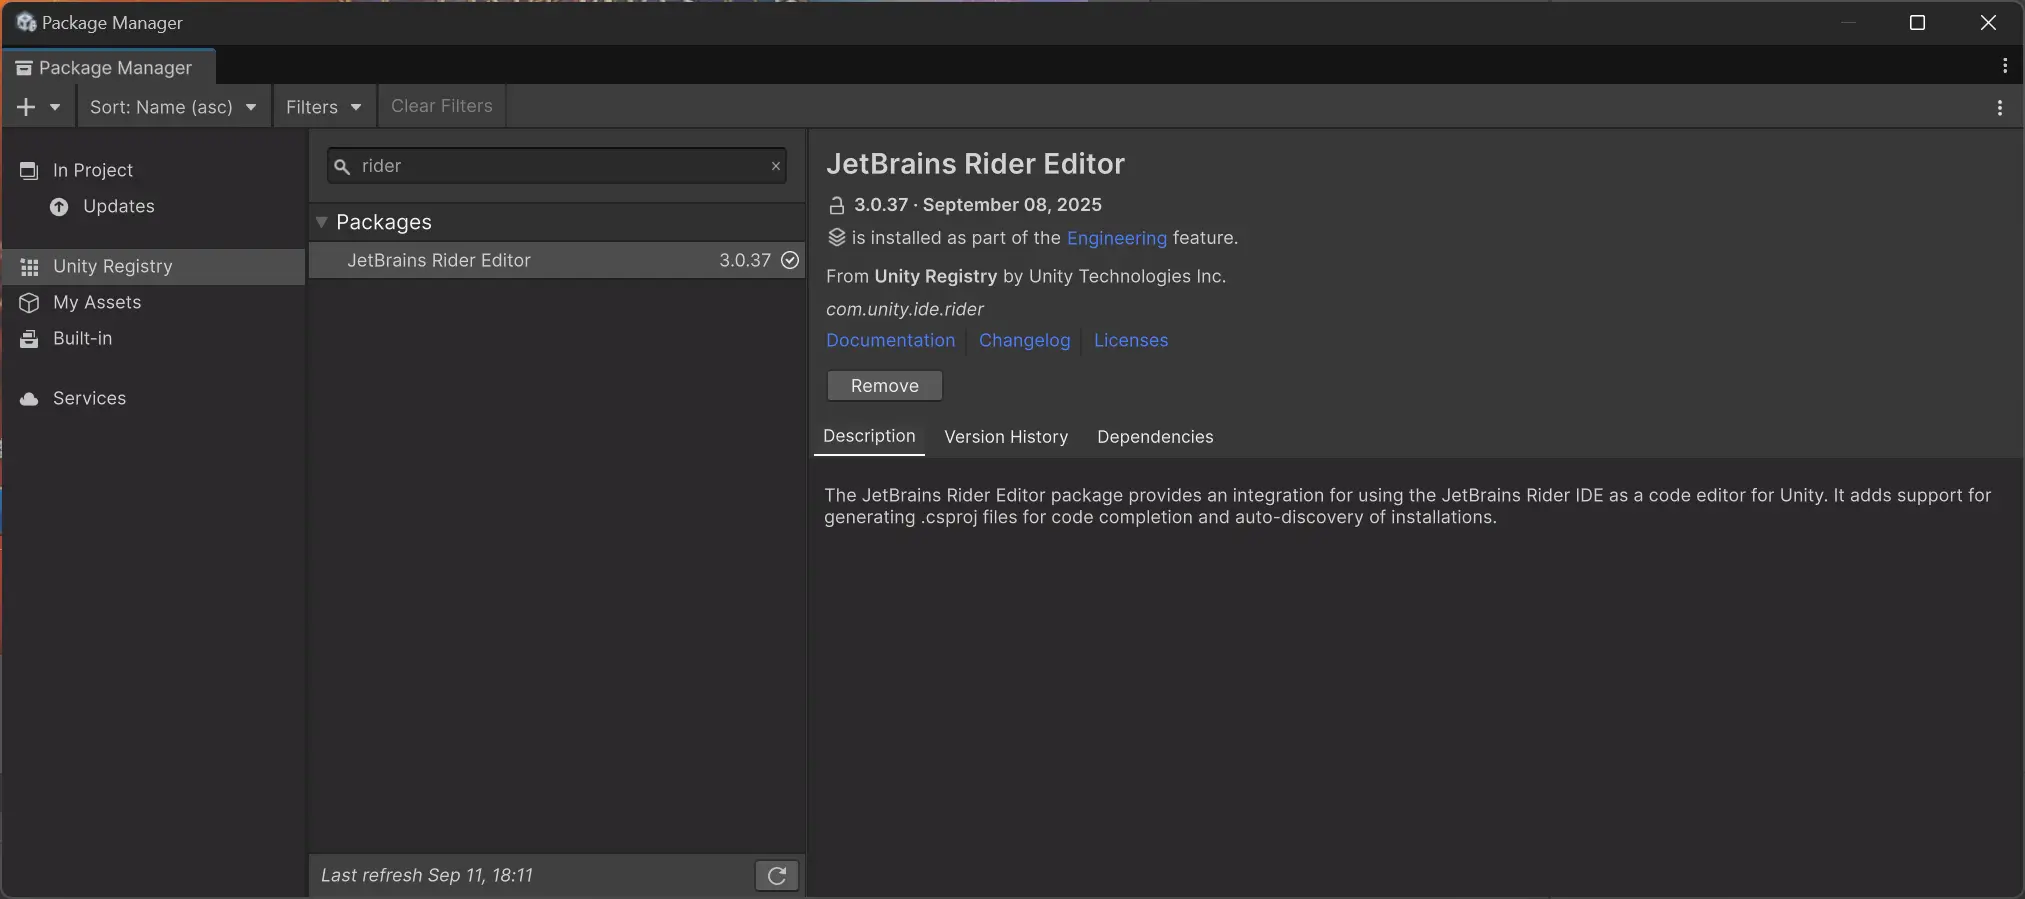 Package Manager
Package Manager
Sort: Name (asc)
Filters
Clear Filters
In Project
Updates
Unity Registry
My Assets
Built-in
Services
rider
Packages
JetBrains Rider Editor 3.0.37
Last refresh Sep 11, 18:11
JetBrains Rider Editor
3.0.37 · September 08, 2025
is installed as part of the Engineering feature.
From Unity Registry by Unity Technologies Inc.
com.unity.ide.rider
Documentation Changelog Licenses
Remove
Description Version History Dependencies
The JetBrains Rider Editor package provides an integration for using the JetBrains Rider IDE as a code editor for Unity. It adds support for
generating .csproj files for code completion and auto-discovery of installations.